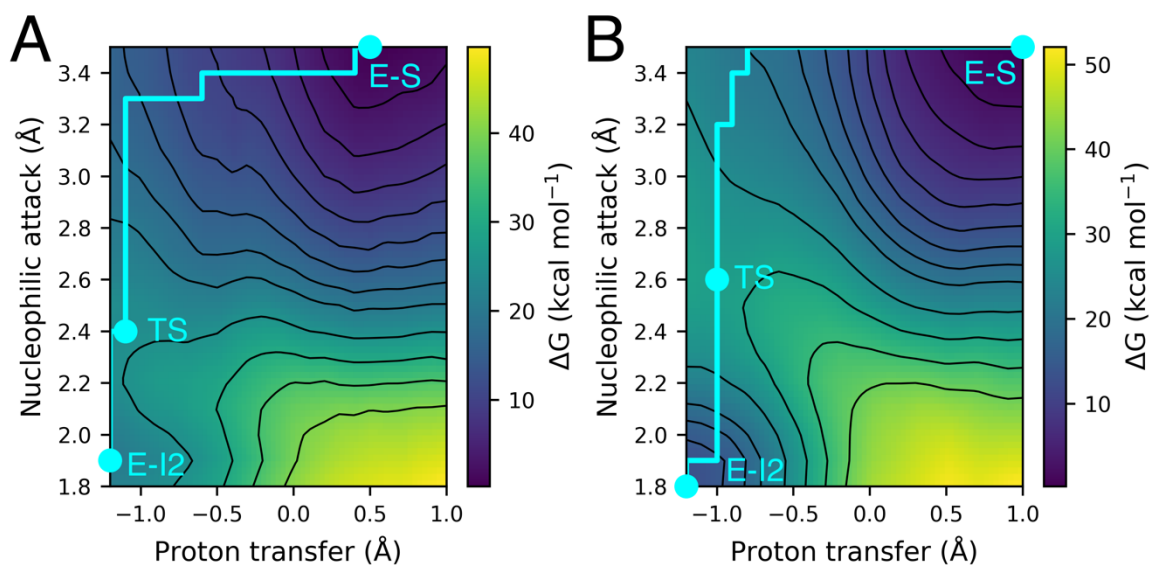 A
Nucleophilic attack (Å)
3.4
3.2
3.0
2.8
2.6
2.4
2.2
2.0
1.8
E-S
TS
E-I2
−1.0
−0.5
0.0
0.5
1.0
Proton transfer (Å)
40
30
20
10
ΔG (kcal mol⁻¹)
B
Nucleophilic attack (Å)
3.4
3.2
3.0
2.8
2.6
2.4
2.2
2.0
1.8
E-S
TS
E-I2
−1.0
−0.5
0.0
0.5
1.0
Proton transfer (Å)
50
40
30
20
10
ΔG (kcal mol⁻¹)